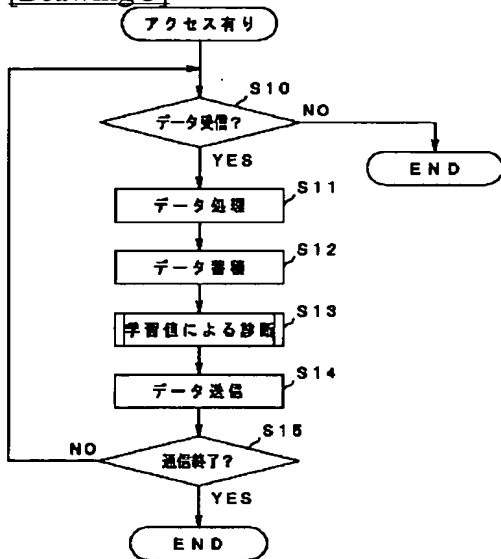 アクセス有り
S10
データ受信?
NO
YES
END
S11
データ処理
S12
データ蓄積
S13
学習値による診断
S14
データ送信
S15
NO
通信終了?
YES
END